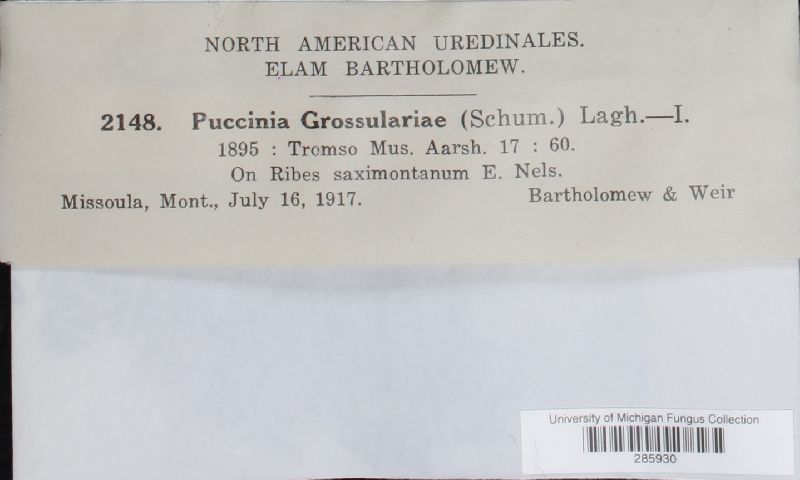 NORTH AMERICAN UREDINALES.
ELAM BARTHOLOMEW.
2148. Puccinia Grossulariae (Schum.) Lagh.—I.
1895 : Tromso Mus. Aarsh. 17 : 60.
On Ribes saximontanum E. Nels.
Missoula, Mont., July 16, 1917. Bartholomew & Weir
University of Michigan Fungus Collection
285930